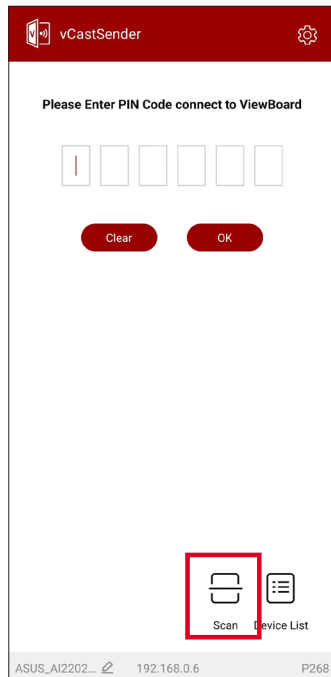 vCastSender
Please Enter PIN Code connect to ViewBoard
Clear OK
Scan Device List
ASUS_AI2202... 192.168.0.6 P268